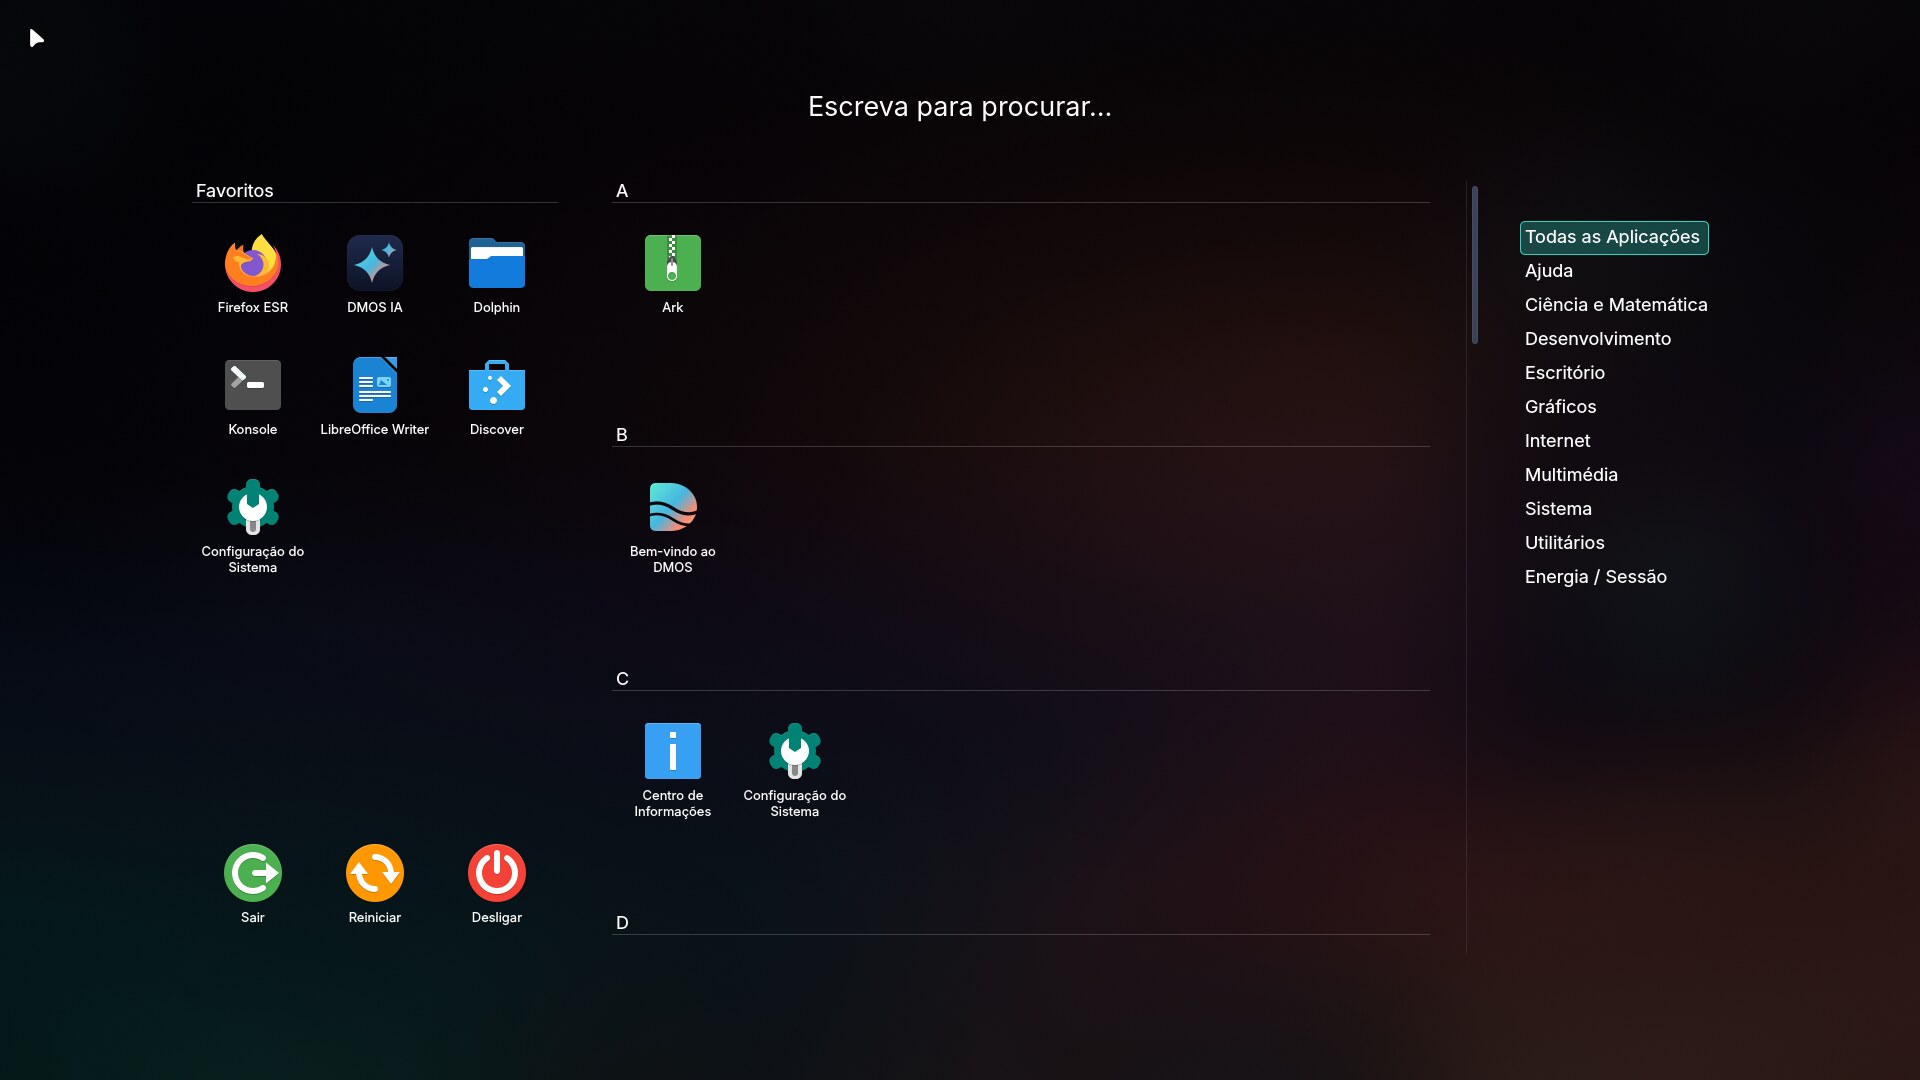 Escreva para procurar...
Favoritos
Firefox ESR
DMOS IA
Dolphin
Konsole
LibreOffice Writer
Discover
Configuração do
Sistema
Sair
Reiniciar
Desligar
A
Ark
B
Bem-vindo ao
DMOS
C
Centro de
Informações
Configuração do
Sistema
D
Todas as Aplicações
Ajuda
Ciência e Matemática
Desenvolvimento
Escritório
Gráficos
Internet
Multimédia
Sistema
Utilitários
Energia / Sessão